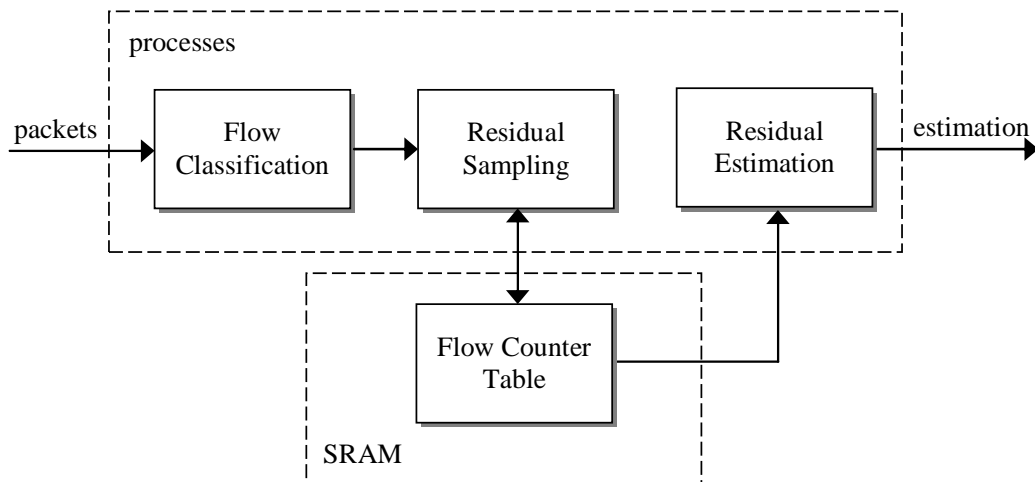 processes
packets
Flow
Classification
Residual
Sampling
Residual
Estimation
estimation
Flow Counter
Table
SRAM